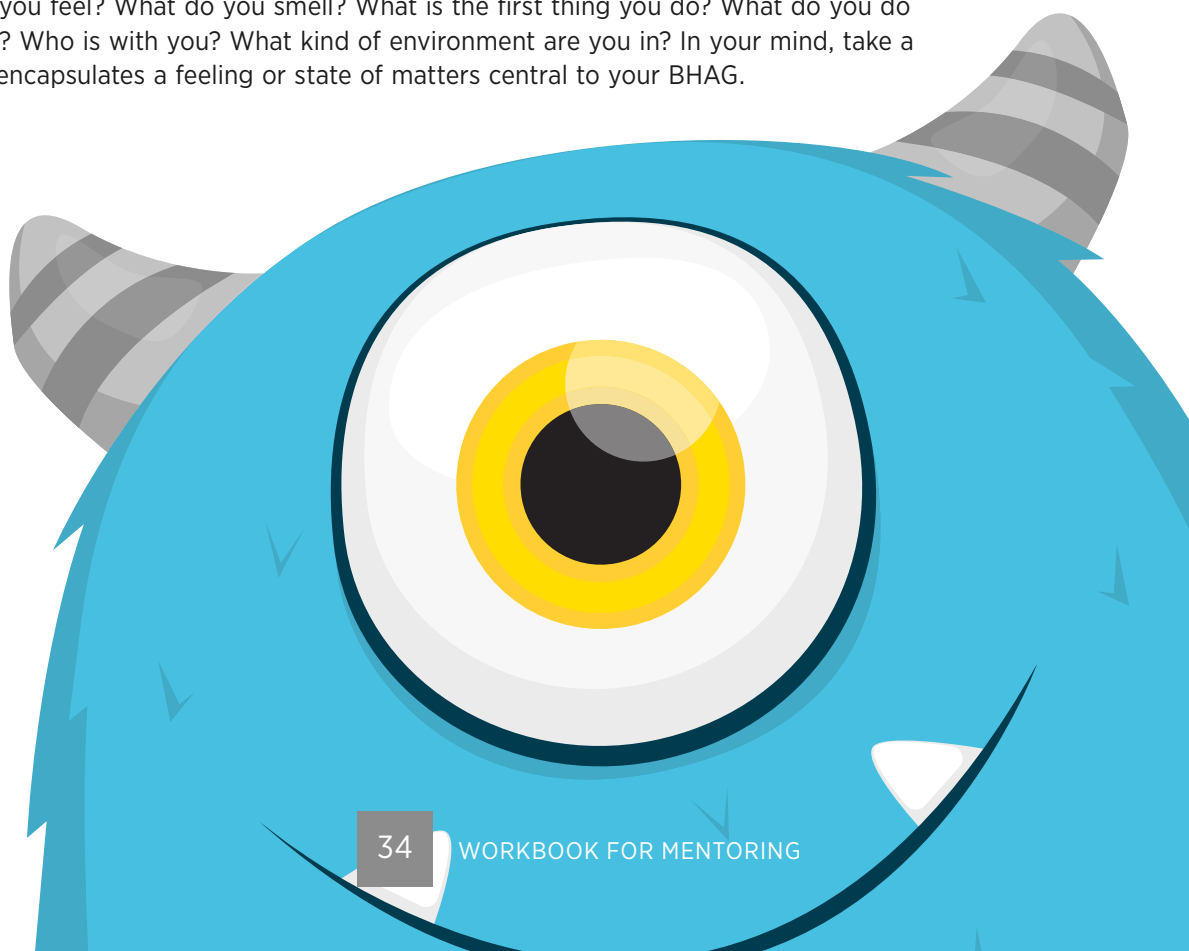 you feel? What do you smell? What is the first thing you do? What do you do
? Who is with you? What kind of environment are you in? In your mind, take a
encapsulates a feeling or state of matters central to your BHAG.
34
WORKBOOK FOR MENTORING